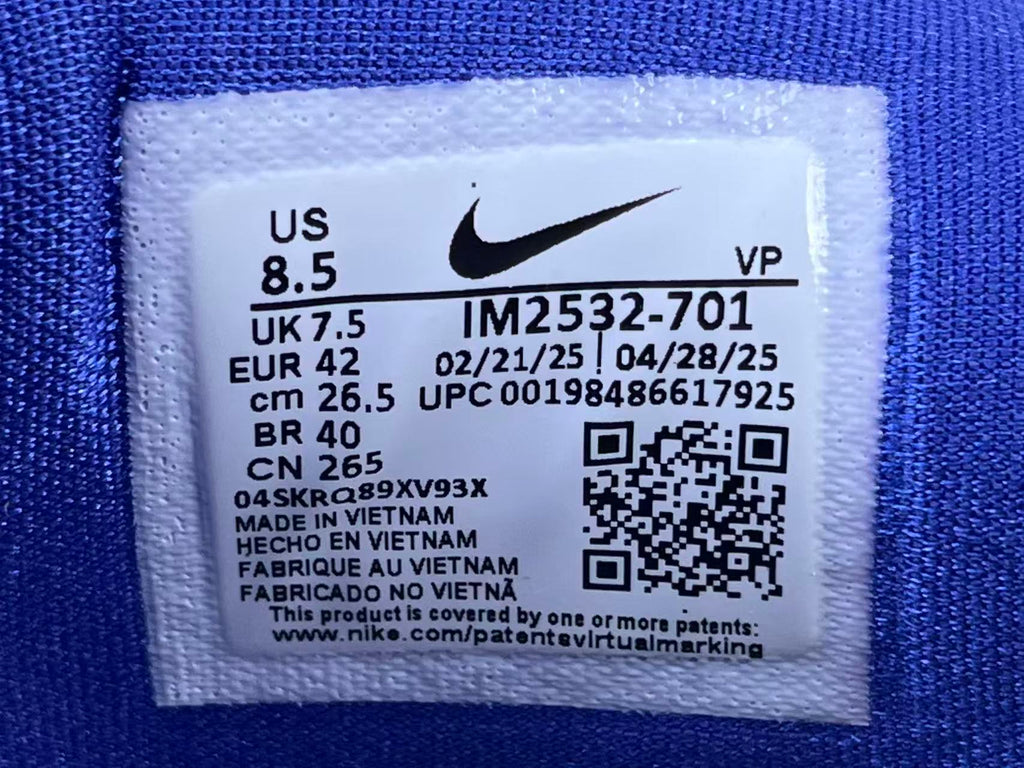 US
8.5
VP
UK 7.5
IM2532-701
EUR 42
02/21/25 | 04/28/25
cm 26.5
UPC 00198486617925
BR 40
CN 265
04SKRQ89XV93X
MADE IN VIETNAM
HECHO EN VIETNAM
FABRIQUE AU VIETNAM
FABRICADO NO VIETNÃ
This product is covered by one or more patents:
www.nike.com/patentsvirtualmarking